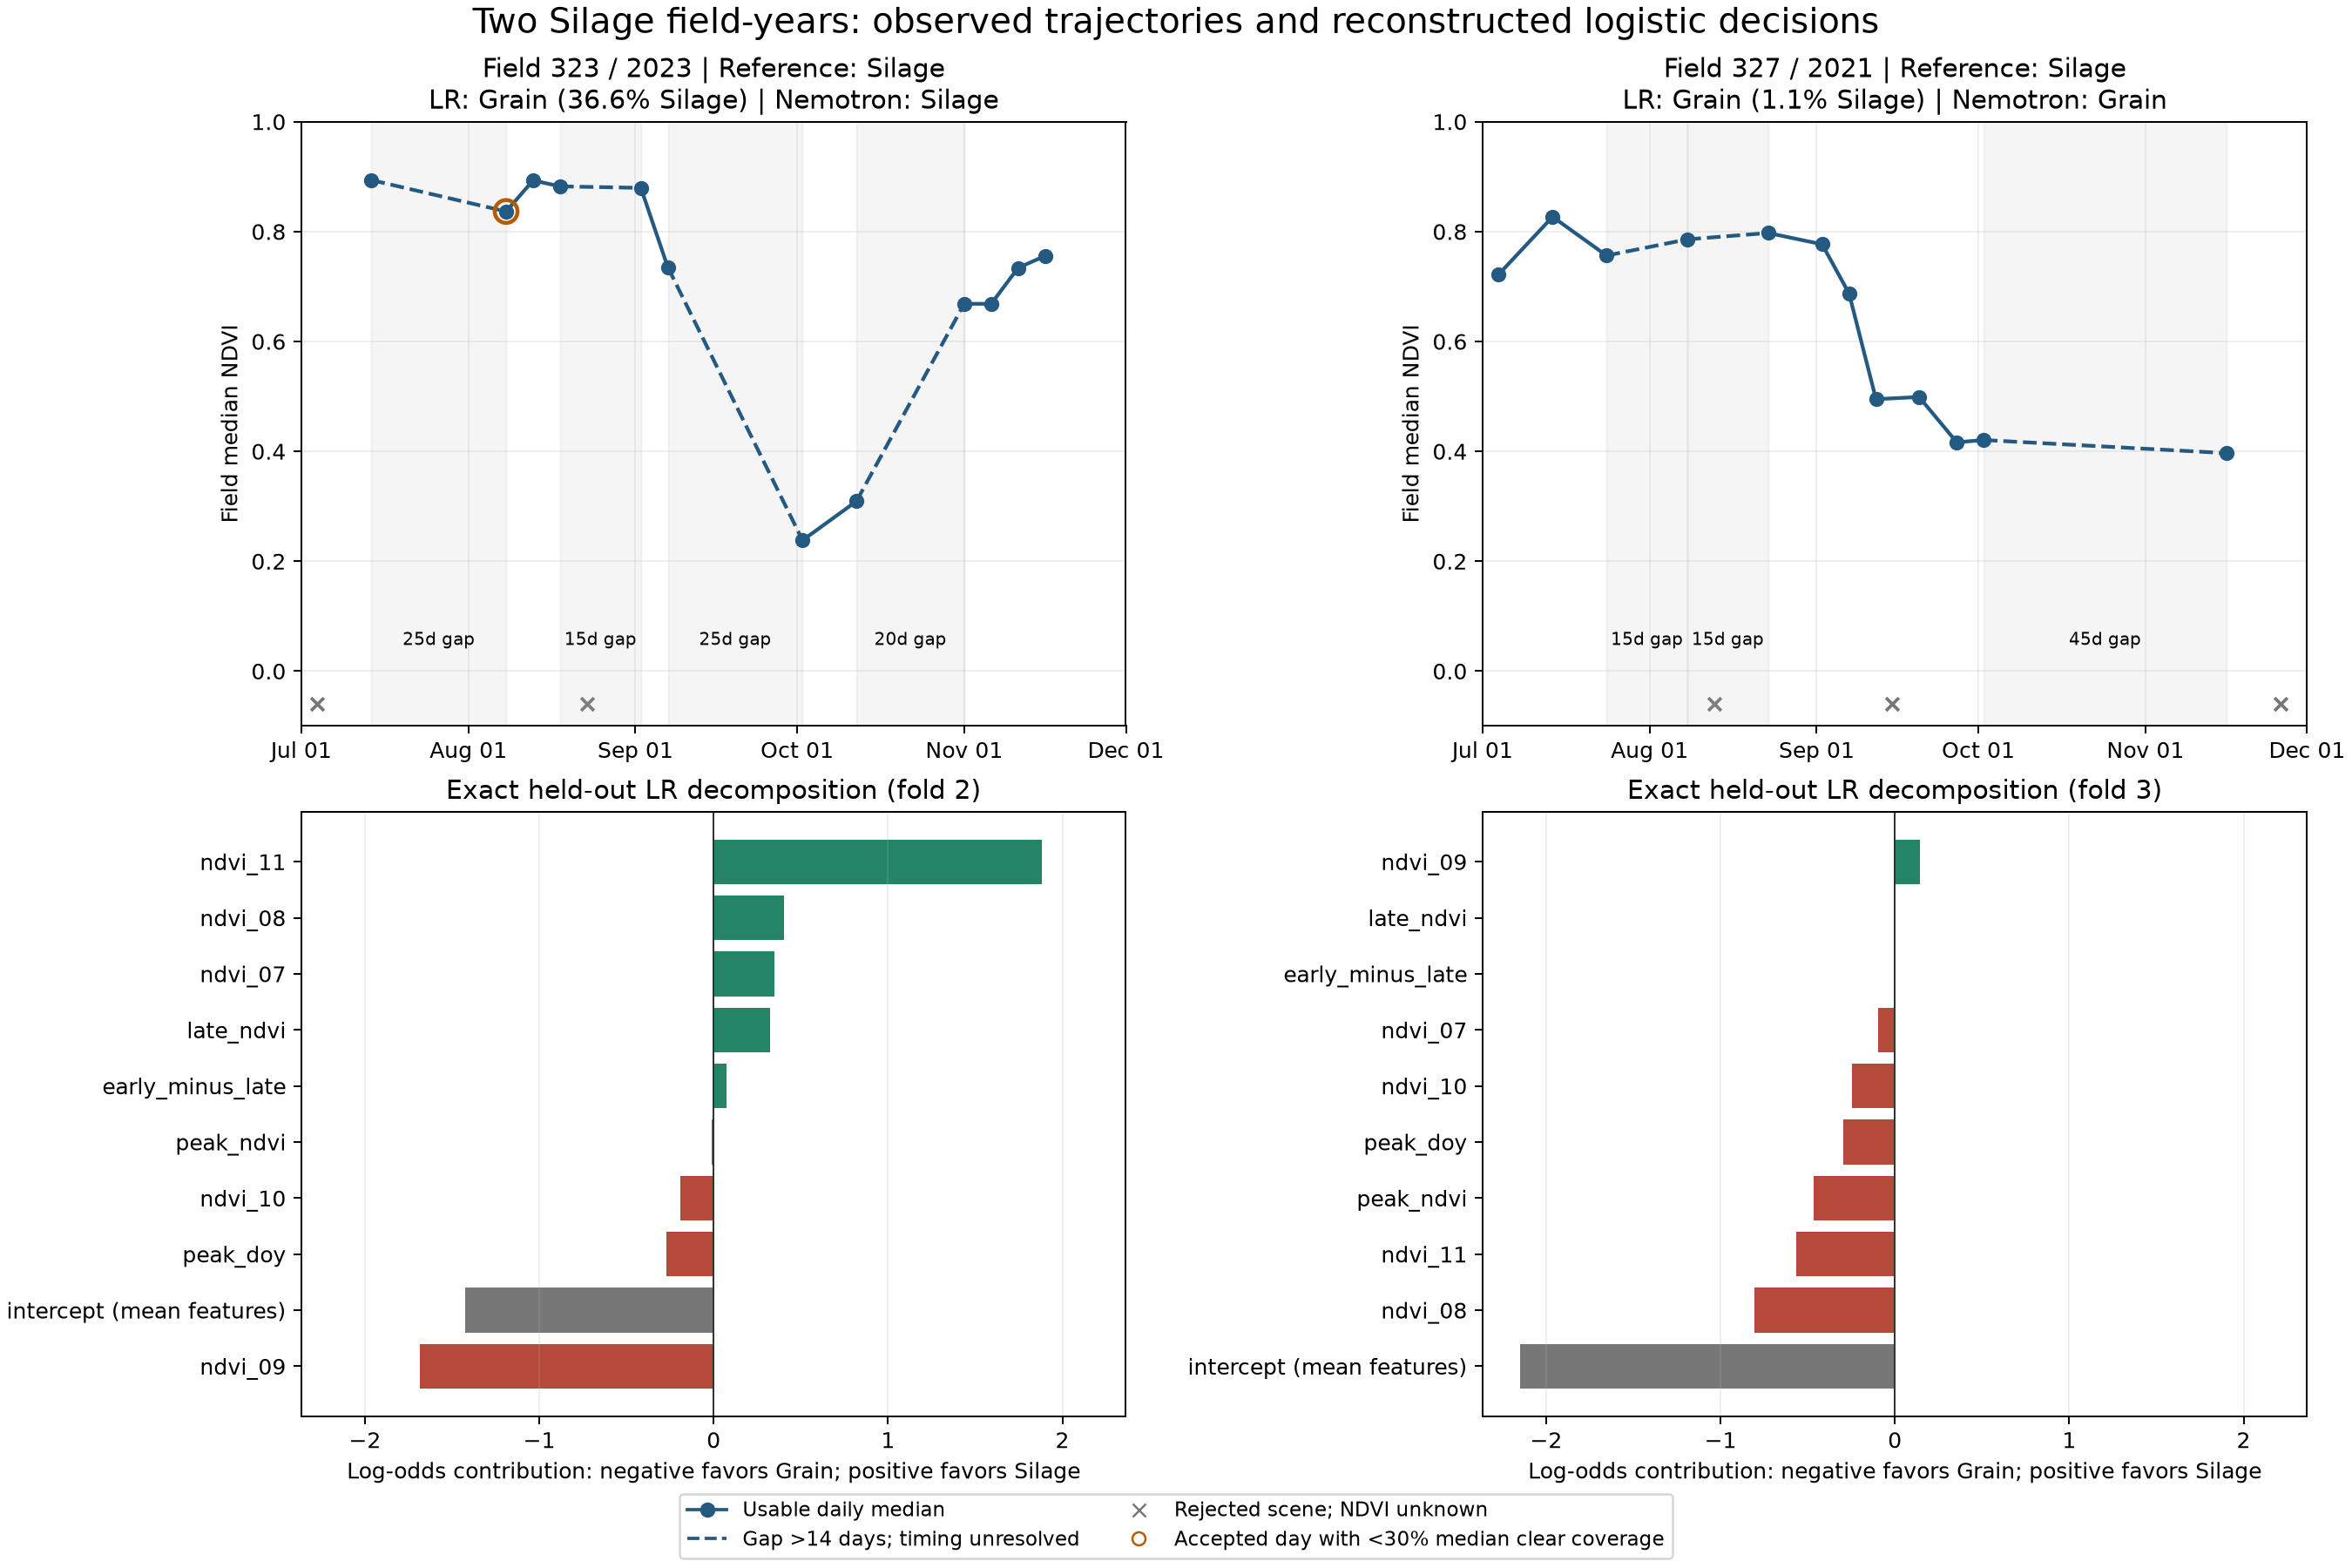 Two Silage field-years: observed trajectories and reconstructed logistic decisions
Field 323 / 2023 | Reference: Silage
LR: Grain (36.6% Silage) | Nemotron: Silage
Field median NDVI
1.0
0.8
0.6
0.4
0.2
0.0
25d gap
15d gap
25d gap
20d gap
Jul 01
Aug 01
Sep 01
Oct 01
Nov 01
Dec 01
Field 327 / 2021 | Reference: Silage
LR: Grain (1.1% Silage) | Nemotron: Grain
Field median NDVI
1.0
0.8
0.6
0.4
0.2
0.0
15d gap
15d gap
45d gap
Jul 01
Aug 01
Sep 01
Oct 01
Nov 01
Dec 01
Exact held-out LR decomposition (fold 2)
ndvi_11
ndvi_08
ndvi_07
late_ndvi
early_minus_late
peak_ndvi
ndvi_10
peak_doy
intercept (mean features)
ndvi_09
−2
−1
0
1
2
Log-odds contribution: negative favors Grain; positive favors Silage
Exact held-out LR decomposition (fold 3)
ndvi_09
late_ndvi
early_minus_late
ndvi_07
ndvi_10
peak_doy
peak_ndvi
ndvi_11
ndvi_08
intercept (mean features)
−2
−1
0
1
2
Log-odds contribution: negative favors Grain; positive favors Silage
Usable daily median
Gap >14 days; timing unresolved
Rejected scene; NDVI unknown
Accepted day with <30% median clear coverage